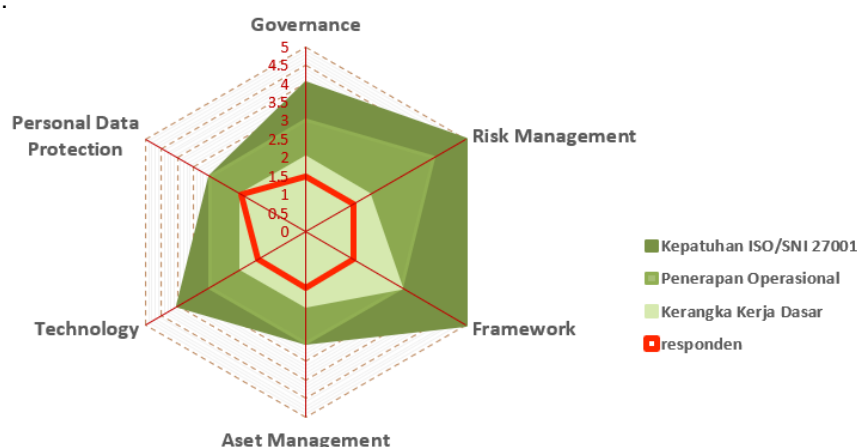 .
Governance
5
4.5
4
3.5
3
2.5
2
1.5
1
0.5
0
Personal Data
Protection
Risk Management
Technology
Framework
Aset Management
Kepatuhan ISO/SNI 27001
Penerapan Operasional
Kerangka Kerja Dasar
responden